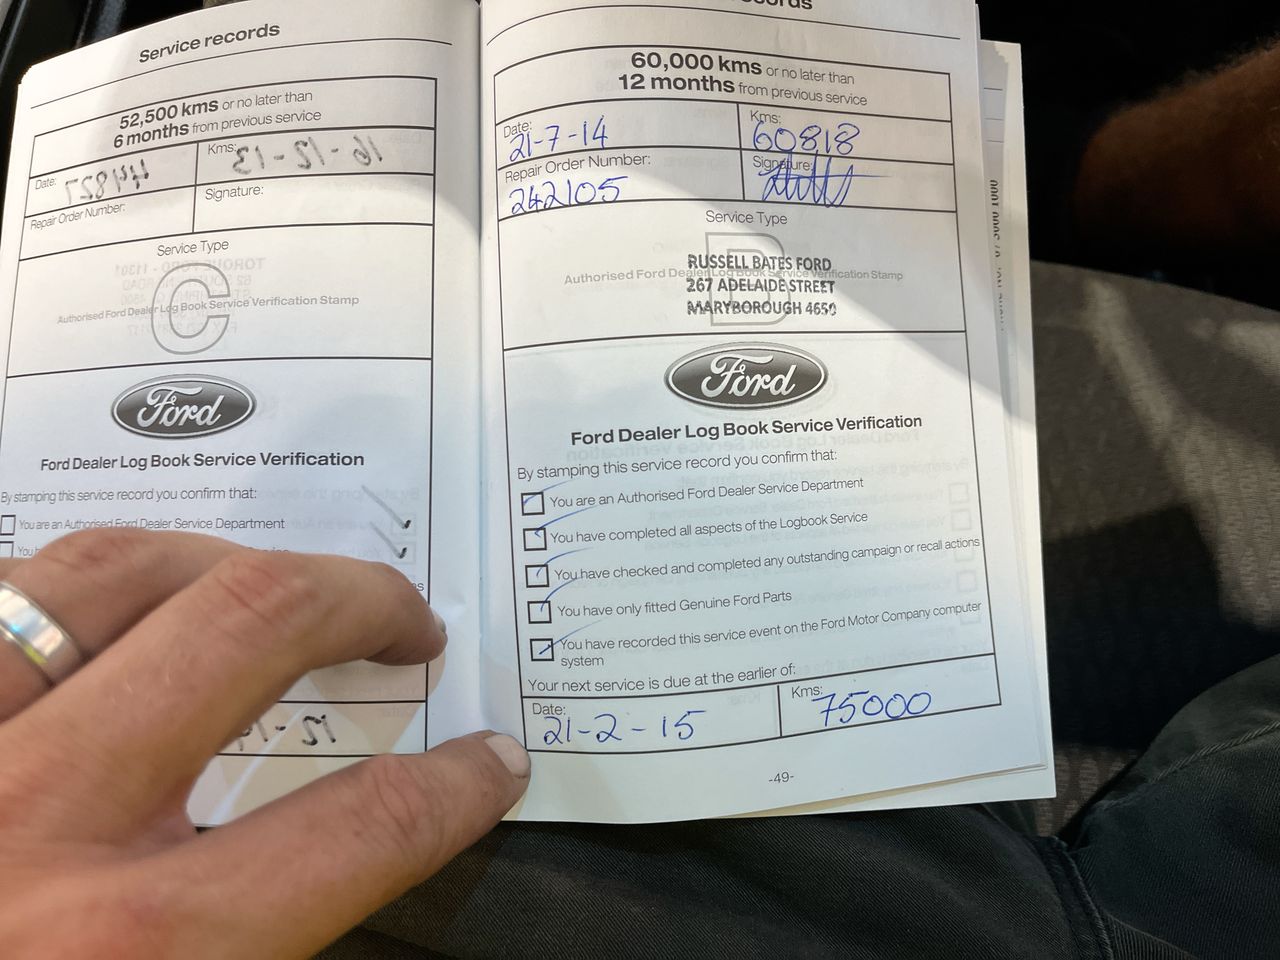 Service records
52,500 kms or no later than
6 months from previous service
Date:
Kms:
16-12-13
Repair Order Number:
Signature:
Service Type
C
Authorised Ford Dealer Log Book Service Verification Stamp
Ford
Ford Dealer Log Book Service Verification
By stamping this service record you confirm that:
You are an Authorised Ford Dealer Service Department
records
60,000 kms or no later than
12 months from previous service
Date: 21-7-14
Kms: 60818
Repair Order Number: 242105
Signature:
Service Type
B
Authorised Ford Dealer Log Book Service Verification Stamp
RUSSELL BATES FORD
267 ADELAIDE STREET
MARYBOROUGH 4650
Ford
Ford Dealer Log Book Service Verification
By stamping this service record you confirm that:
You are an Authorised Ford Dealer Service Department
You have completed all aspects of the Logbook Service
You have checked and completed any outstanding campaign or recall actions
You have only fitted Genuine Ford Parts
You have recorded this service event on the Ford Motor Company computer
system
Your next service is due at the earlier of:
Date: 21-2-15
Kms: 75000
-49-